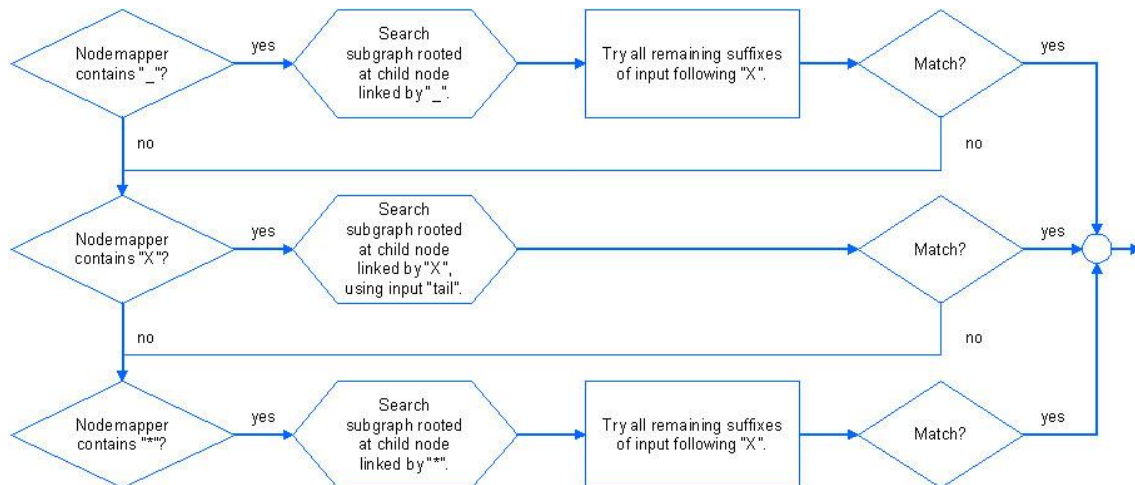 Nodemapper
contains "_"?
yes
Search
subgraph rooted
at child node
linked by "_".
Try all remaining suffixes
of input following "X".
Match?
yes
no
no
Nodemapper
contains "X"?
yes
Search
subgraph rooted
at child node
linked by "X",
using input "tail".
Match?
yes
no
no
Nodemapper
contains "*"?
yes
Search
subgraph rooted
at child node
linked by "*".
Try all remaining suffixes
of input following "X".
Match?
yes